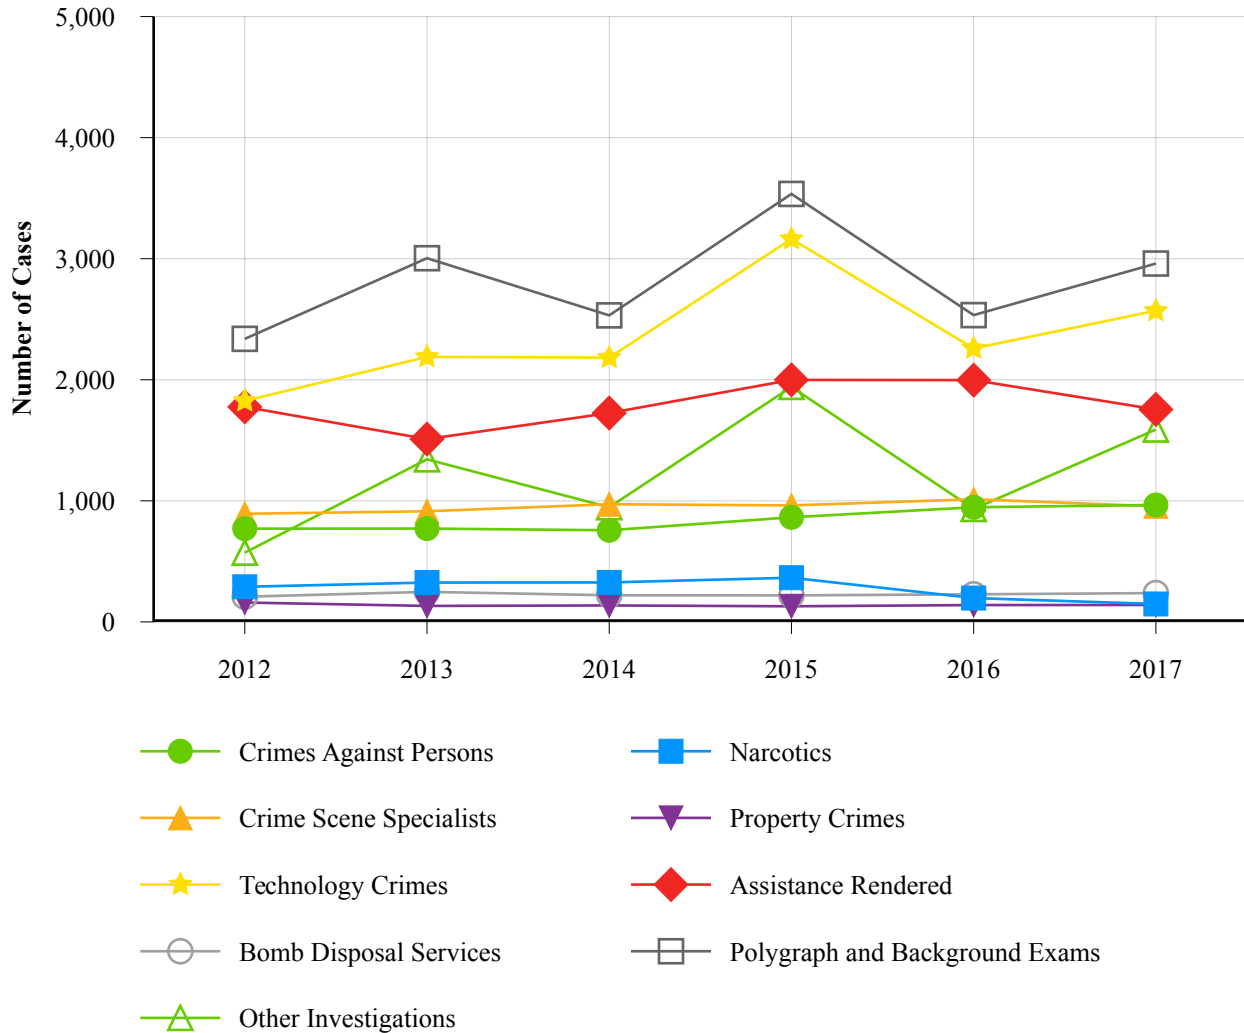 5,000
4,000
3,000
2,000
1,000
0
Number of Cases
2012 2013 2014 2015 2016 2017
Crimes Against Persons Narcotics
Crime Scene Specialists Property Crimes
Technology Crimes Assistance Rendered
Bomb Disposal Services Polygraph and Background Exams
Other Investigations